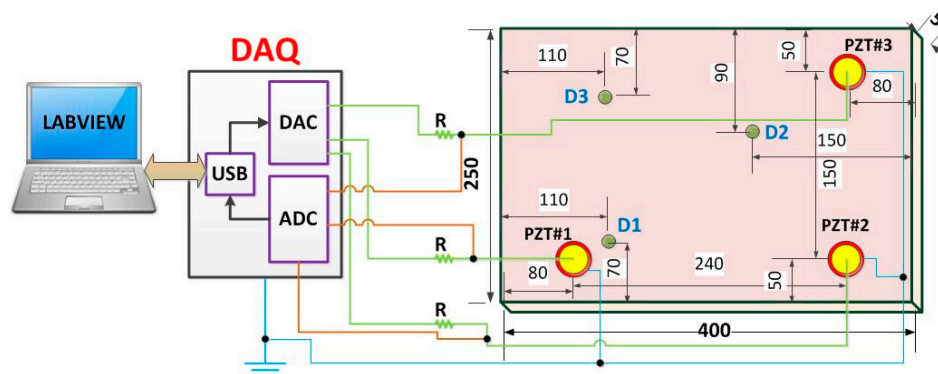 DAQ
LABVIEW
USB
DAC
ADC
R
R
R
250
110
70
90
50
PZT#3
80
D3
D2
150
150
110
D1
PZT#1
PZT#2
80
70
240
50
400